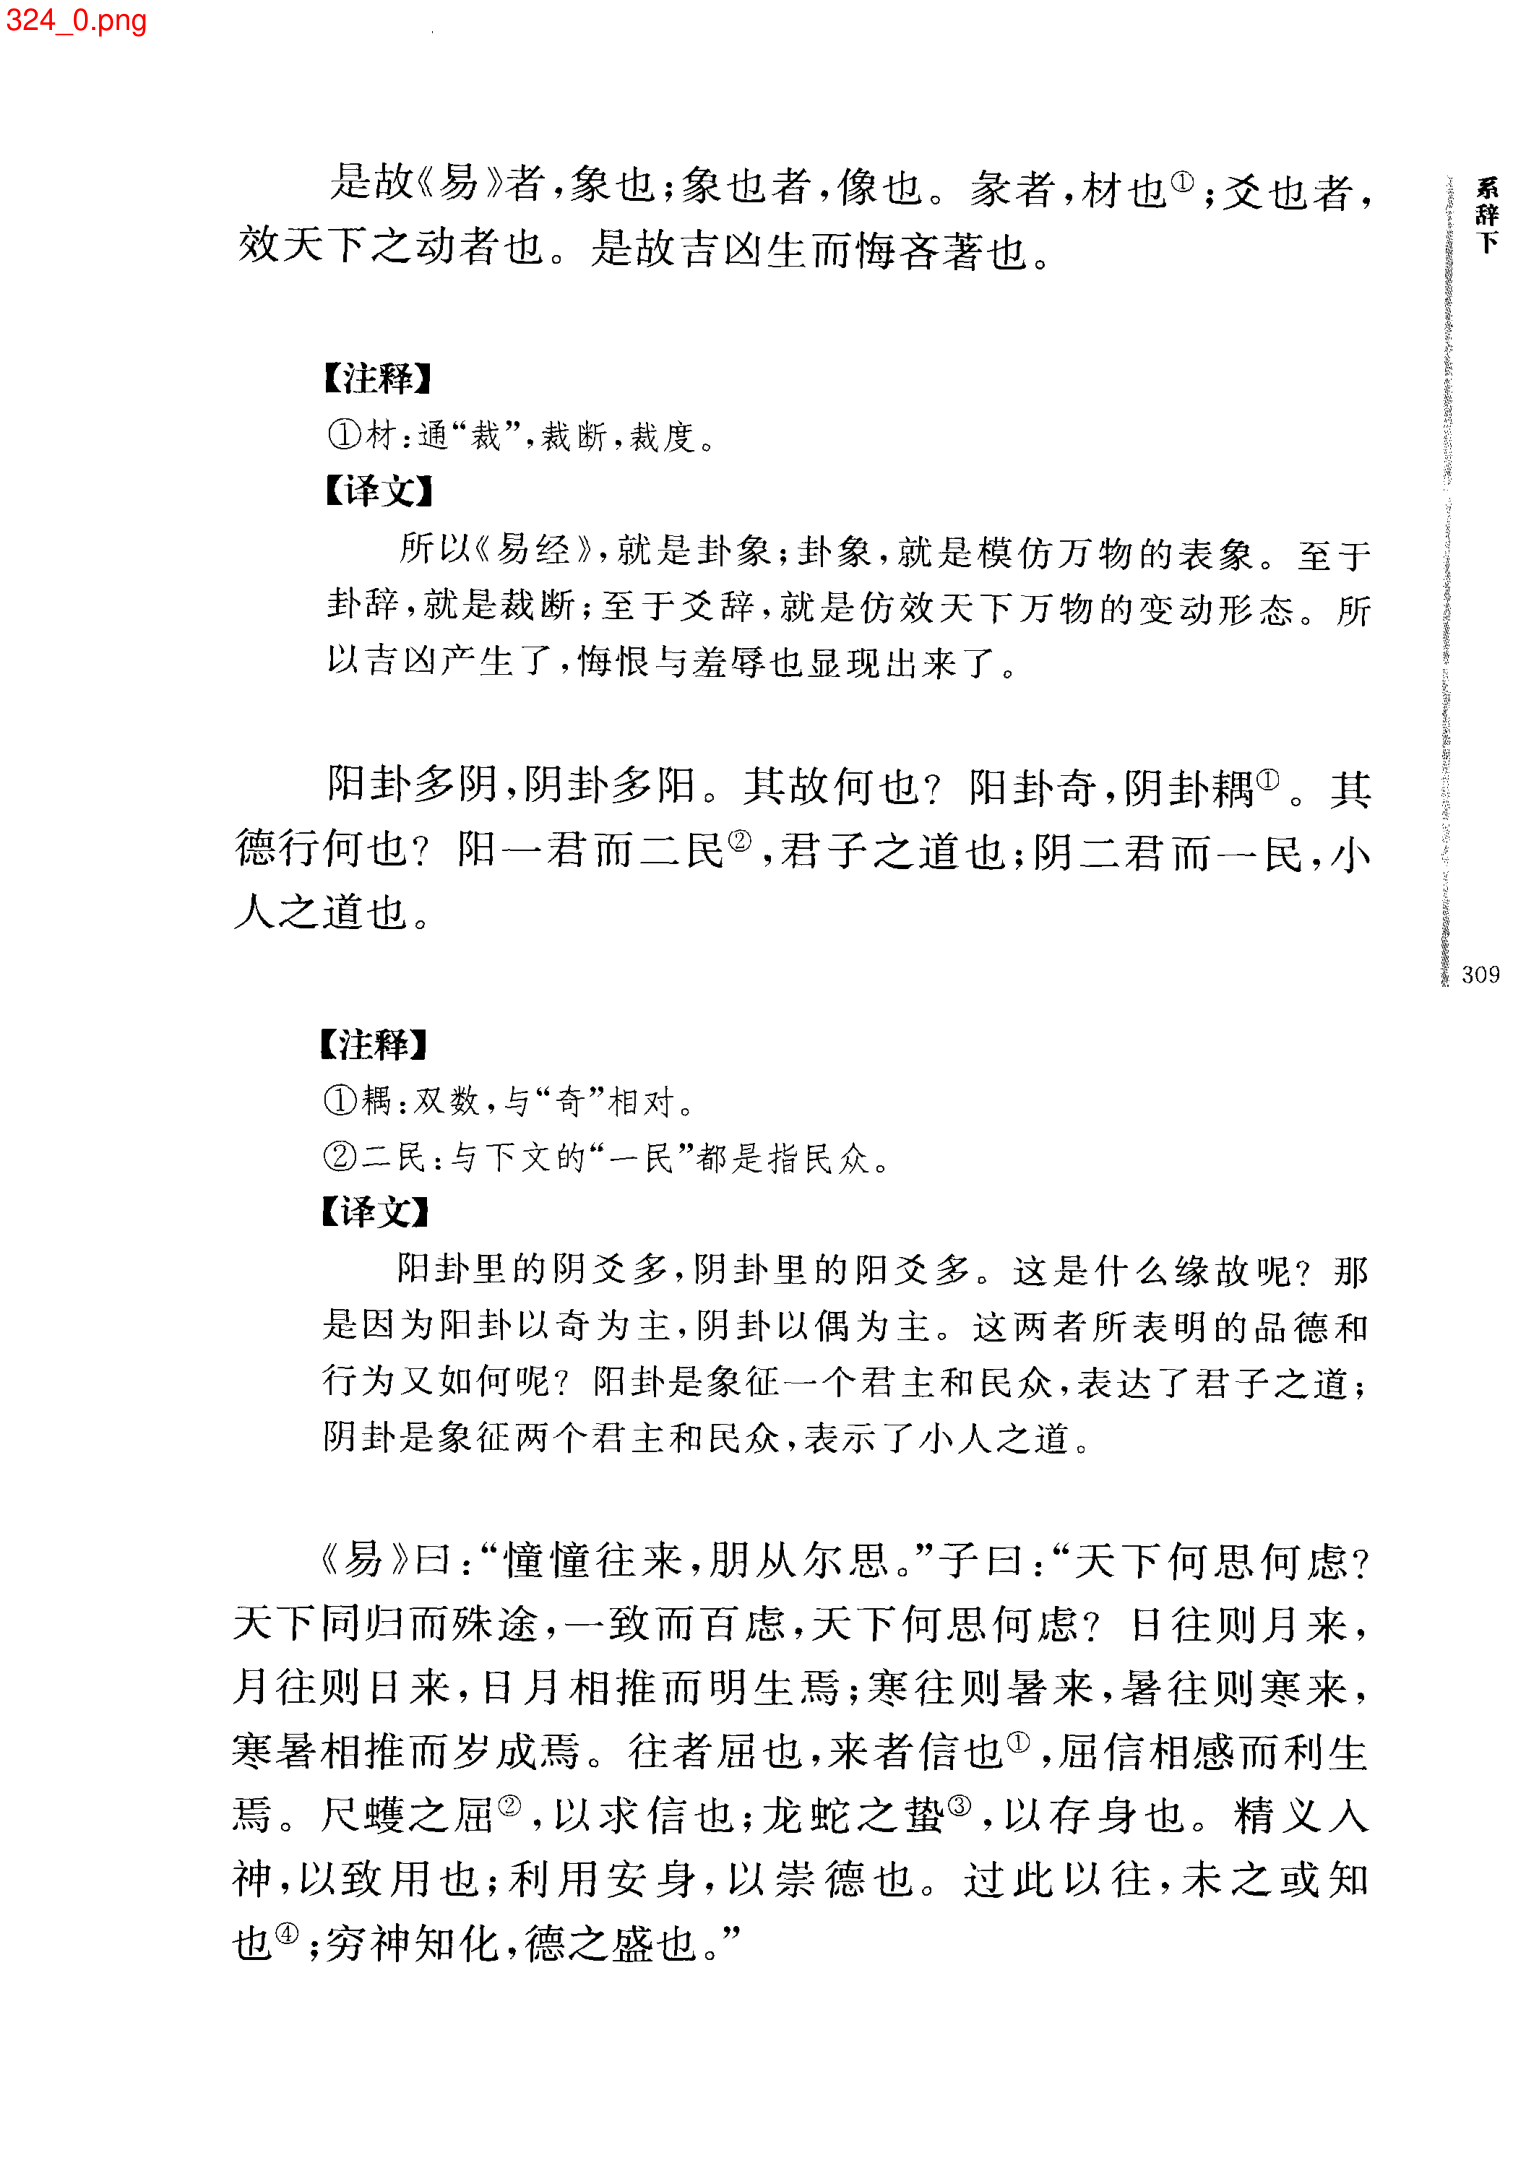 324_0.png
是故《易》者,象也;象也者,像也。彖者,材也①;爻也者,
效天下之动者也。是故吉凶生而悔吝著也。
【注释】
①材:通“裁”,裁断,裁度。
【译文】
所以《易经》,就是卦象;卦象,就是模仿万物的表象。至于
卦辞,就是裁断;至于爻辞,就是仿效天下万物的变动形态。所
以吉凶产生了,悔恨与羞辱也显现出来了。
阳卦多阴,阴卦多阳。其故何也?阳卦奇,阴卦耦①。其
德行何也?阳一君而二民②,君子之道也;阴二君而一民,小
人之道也。
【注释】
①耦:双数,与“奇”相对。
②二民:与下文的“一民”都是指民众。
【译文】
阳卦里的阴爻多,阴卦里的阳爻多。这是什么缘故呢?那
是因为阳卦以奇为主,阴卦以偶为主。这两者所表明的品德和
行为又如何呢?阳卦是象征一个君主和民众,表达了君子之道;
阴卦是象征两个君主和民众,表示了小人之道。
《易》曰:“憧憧往来,朋从尔思。”子曰:“天下何思何虑?
天下同归而殊途,一致而百虑,天下何思何虑?日往则月来,
月往则日来,日月相推而明生焉;寒往则暑来,暑往则寒来,
寒暑相推而岁成焉。往者屈也,来者信也①,屈信相感而利生
焉。尺蠖之屈②,以求信也;龙蛇之蛰③,以存身也。精义入
神,以致用也;利用安身,以崇德也。过此以往,未之或知
也④;穷神知化,德之盛也。”
系辞下
309